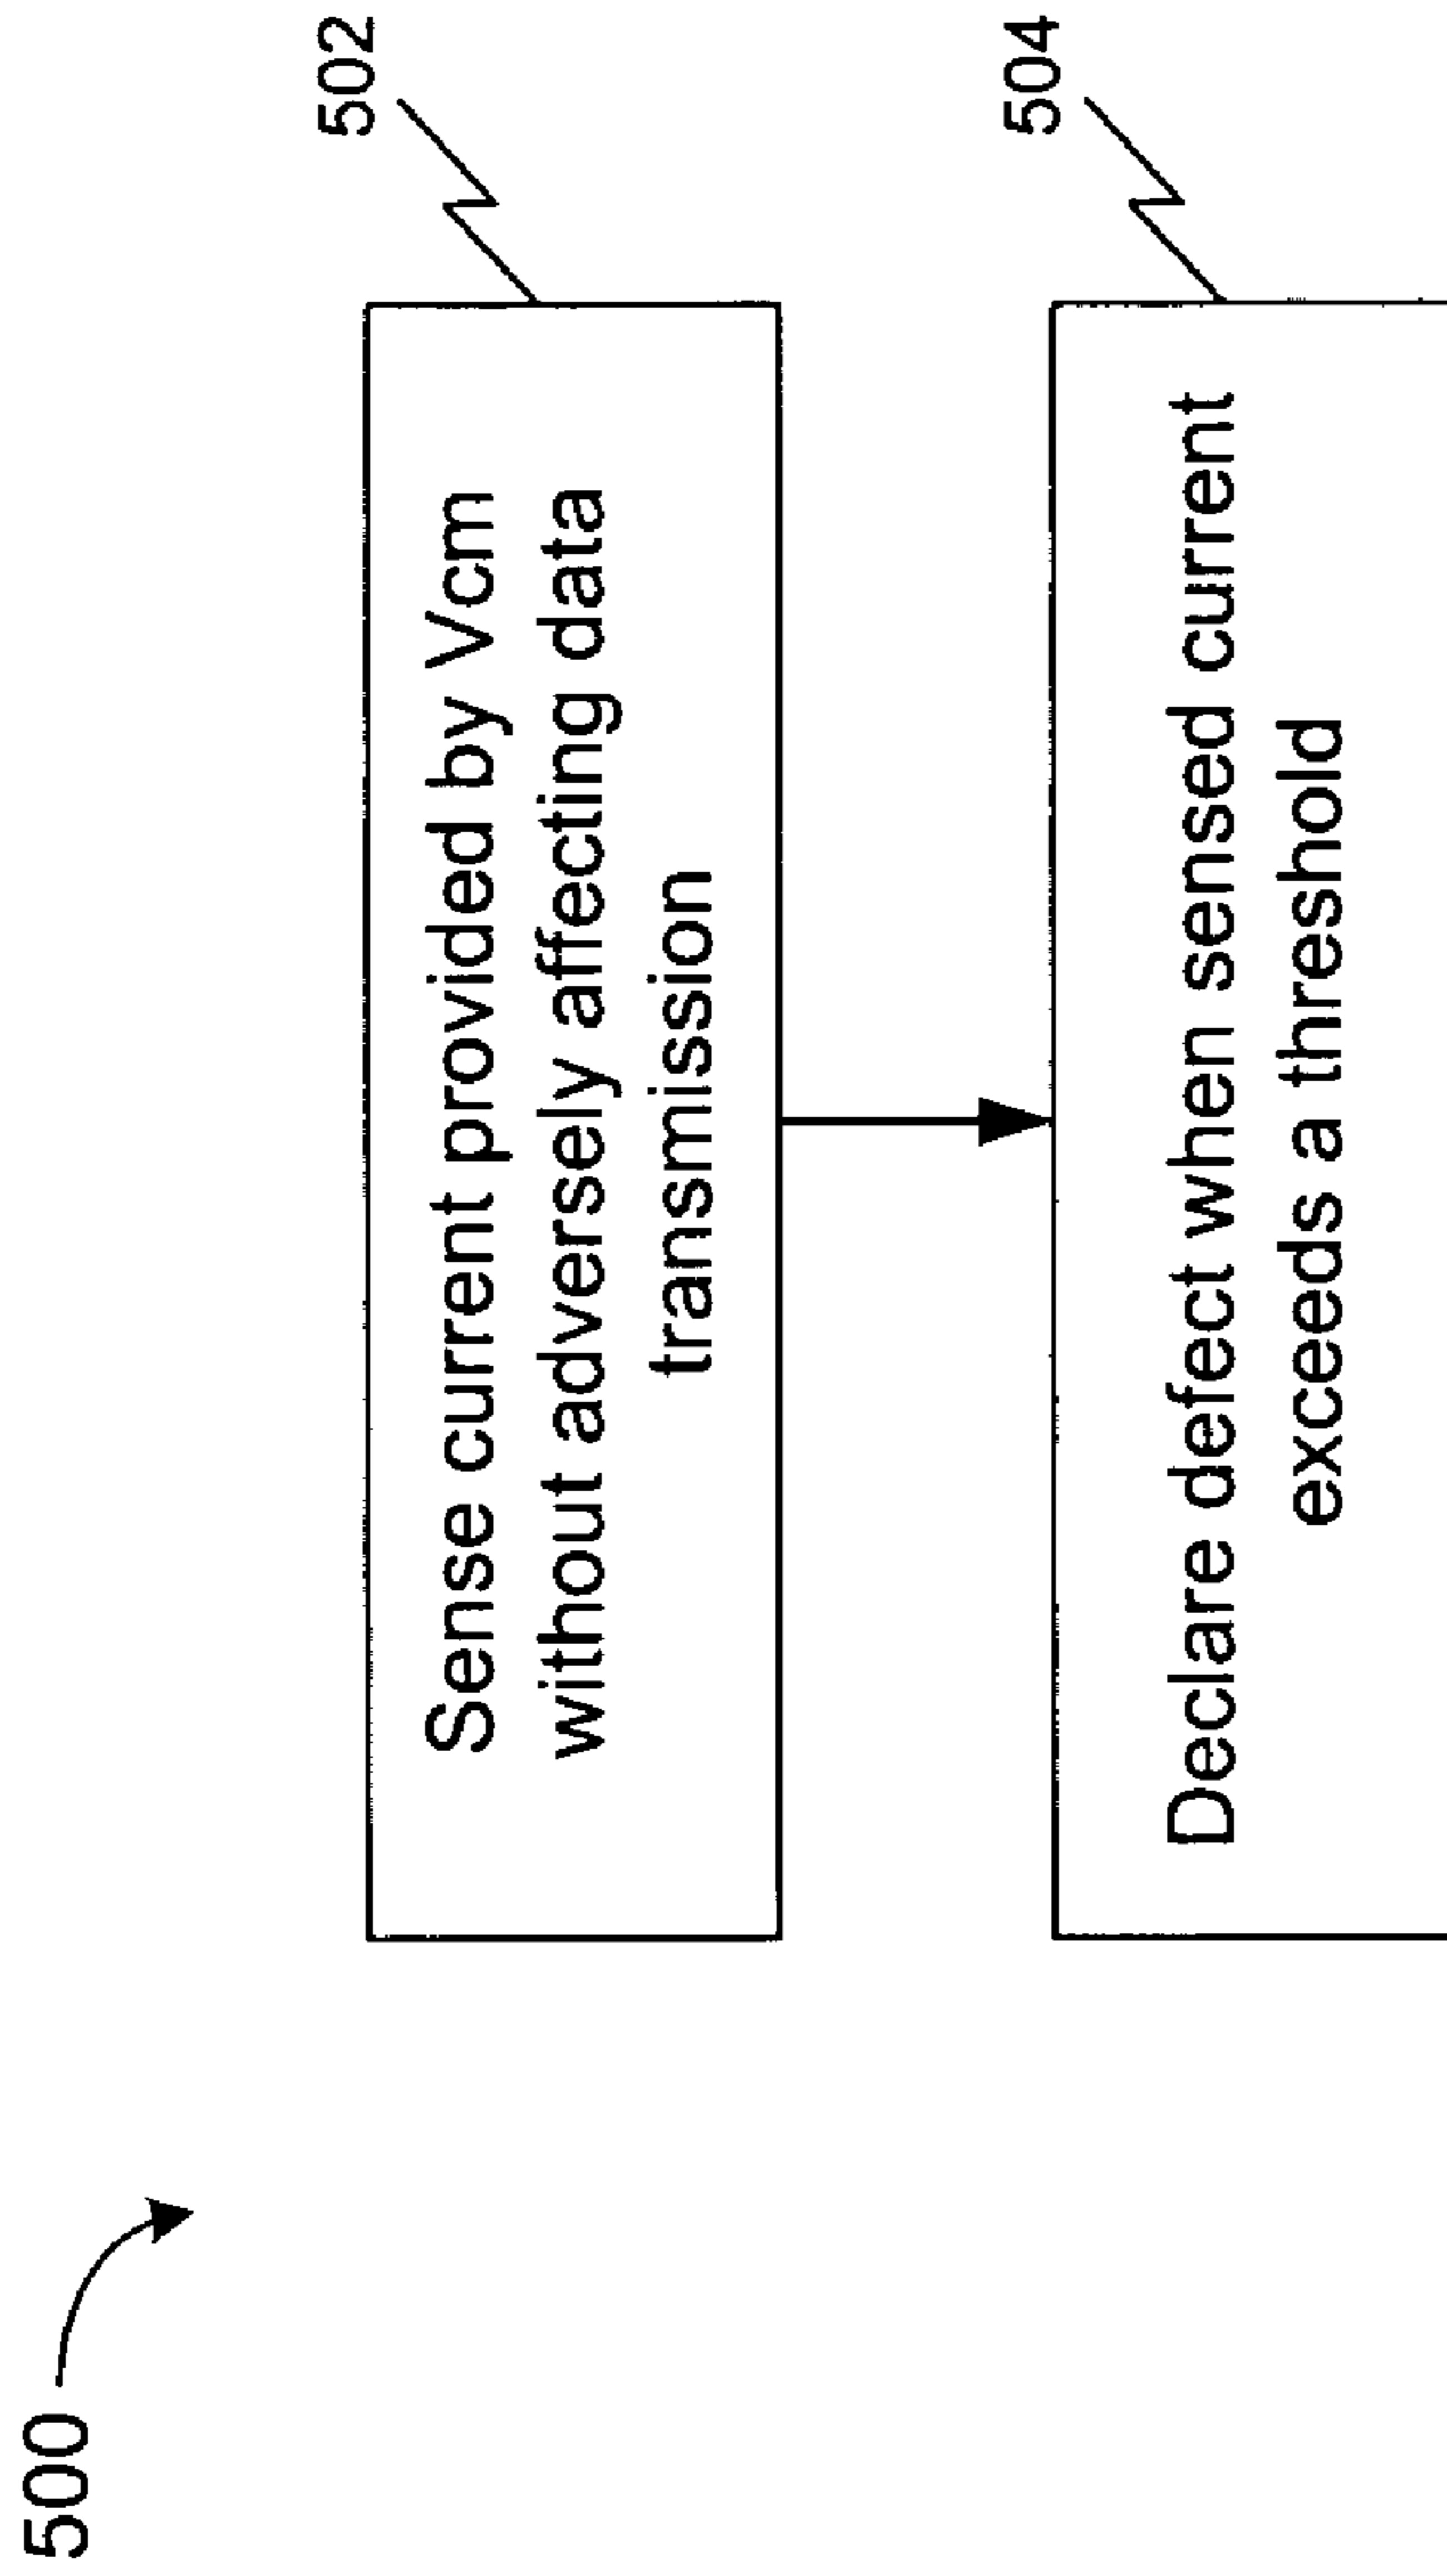 500
502
Sense current provided by Vcm
without adversely affecting data
transmission
504
Declare defect when sensed current
exceeds a threshold